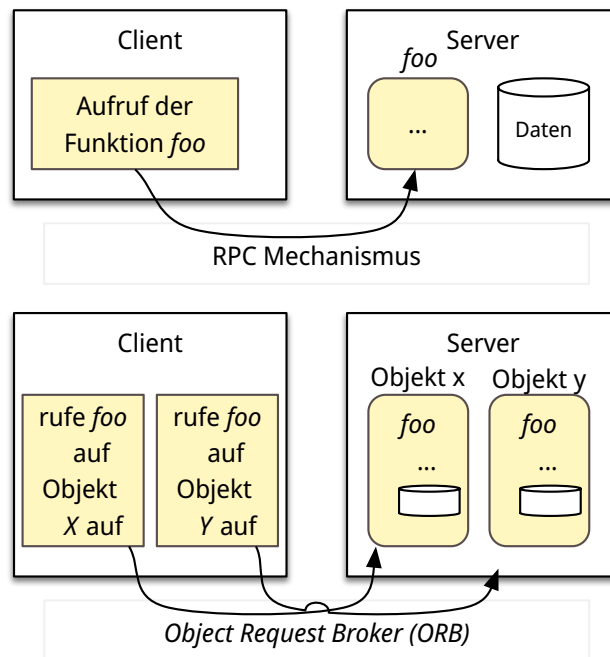 Client
Server
foo
Aufruf der
Funktion foo
...
Daten
RPC Mechanismus
Client
Server
Objekt x
Objekt y
rufe foo
auf
Objekt
X auf
rufe foo
auf
Objekt
Y auf
foo
...
foo
...
Object Request Broker (ORB)